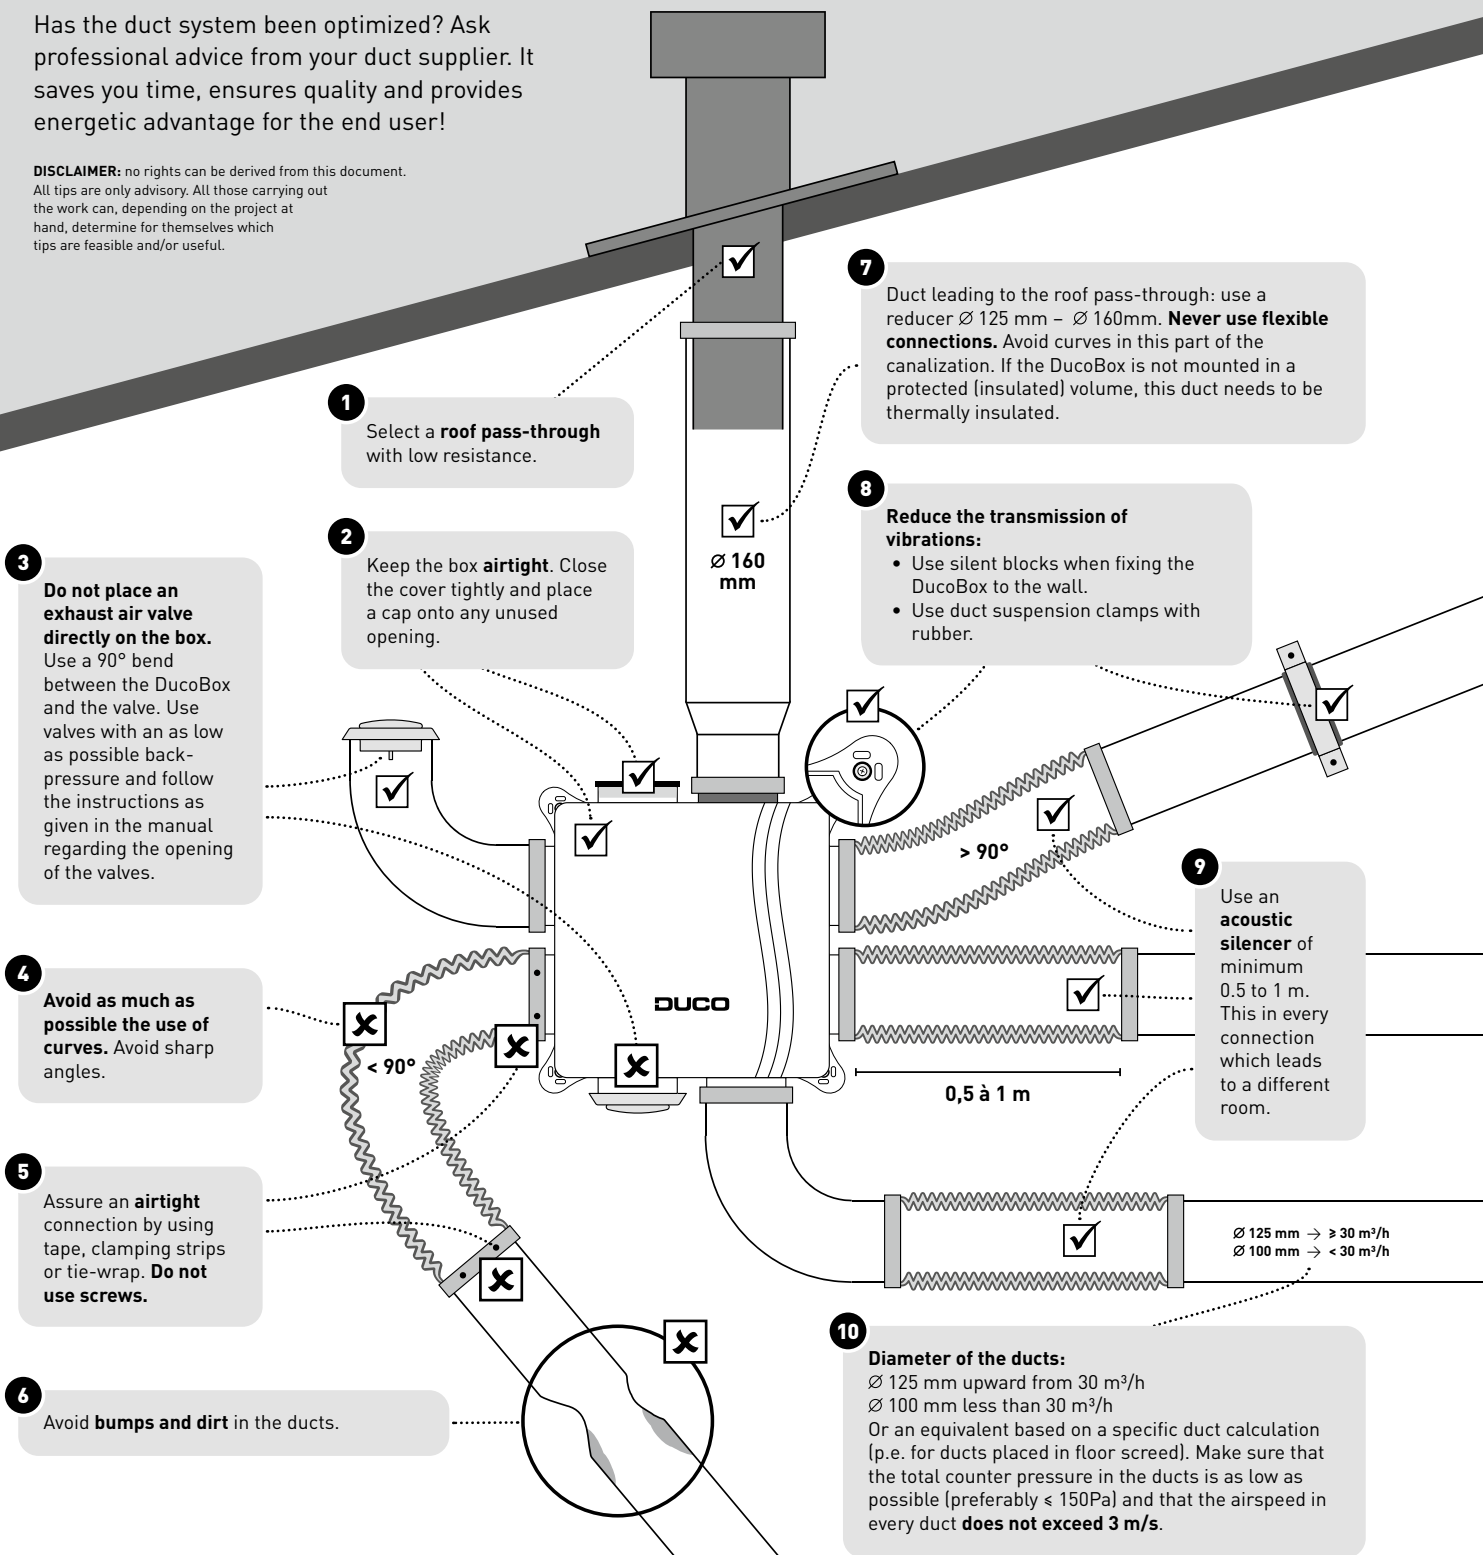 Has the duct system been optimized? Ask
professional advice from your duct supplier. It
saves you time, ensures quality and provides
energetic advantage for the end user!
DISCLAIMER: no rights can be derived from this document.
All tips are only advisory. All those carrying out
the work can, depending on the project at
hand, determine for themselves which
tips are feasible and/or useful.
1
Select a roof pass-through
with low resistance.
2
Keep the box airtight. Close
the cover tightly and place
a cap onto any unused
opening.
3
Do not place an
exhaust air valve
directly on the box.
Use a 90° bend
between the DucoBox
and the valve. Use
valves with an as low
as possible back-
pressure and follow
the instructions as
given in the manual
regarding the opening
of the valves.
4
Avoid as much as
possible the use of
curves. Avoid sharp
angles.
5
Assure an airtight
connection by using
tape, clamping strips
or tie-wrap. Do not
use screws.
6
Avoid bumps and dirt in the ducts.
7
Duct leading to the roof pass-through: use a
reducer Ø 125 mm – Ø 160mm. Never use flexible
connections. Avoid curves in this part of the
canalization. If the DucoBox is not mounted in a
protected (insulated) volume, this duct needs to be
thermally insulated.
8
Reduce the transmission of
vibrations:
• Use silent blocks when fixing the
DucoBox to the wall.
• Use duct suspension clamps with
rubber.
Ø 160
mm
> 90°
< 90°
DUCO
0,5 à 1 m
9
Use an
acoustic
silencer of
minimum
0.5 to 1 m.
This in every
connection
which leads
to a different
room.
Ø 125 mm → ≥ 30 m³/h
Ø 100 mm → < 30 m³/h
10
Diameter of the ducts:
Ø 125 mm upward from 30 m³/h
Ø 100 mm less than 30 m³/h
Or an equivalent based on a specific duct calculation
(p.e. for ducts placed in floor screed). Make sure that
the total counter pressure in the ducts is as low as
possible (preferably ≤ 150Pa) and that the airspeed in
every duct does not exceed 3 m/s.